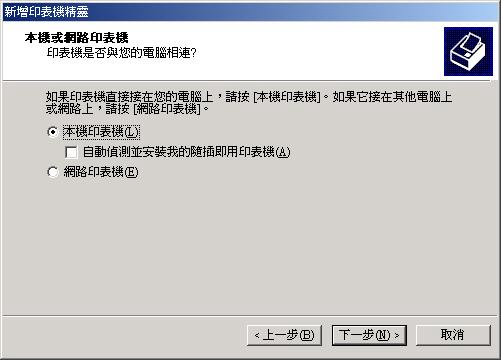 新增印表機精靈
本機或網路印表機
印表機是否與您的電腦相連?
如果印表機直接接在您的電腦上，請按 [本機印表機]。如果它接在其他電腦上
或網路上，請按 [網路印表機]。
本機印表機(L)
自動偵測並安裝我的隨插即用印表機(A)
網路印表機(E)
< 上一步(B) 下一步(N) > 取消